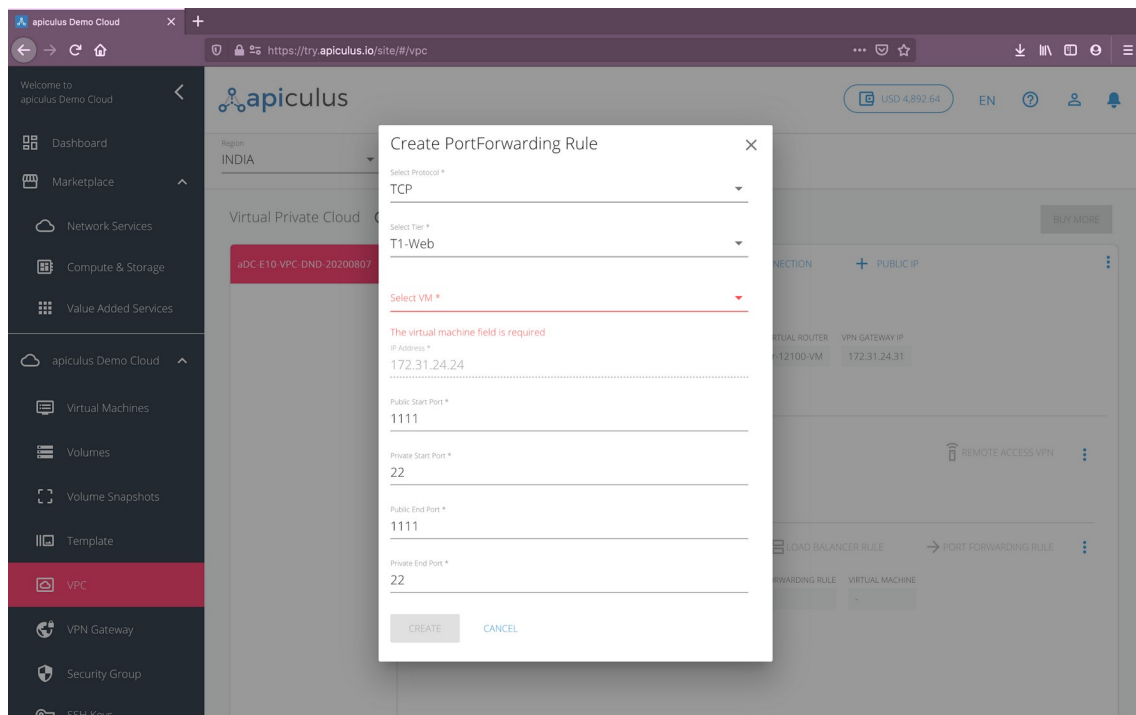 apiculus Demo Cloud
https://try.apiculus.io/site/#/vpc
Welcome to
apiculus Demo Cloud
apiculus
USD 4,892.64
EN
Dashboard
Marketplace
Network Services
Compute & Storage
Value Added Services
apiculus Demo Cloud
Virtual Machines
Volumes
Volume Snapshots
Template
VPC
VPN Gateway
Security Group
SSH Keys
Region
INDIA
Virtual Private Cloud
BUY MORE
aDC-E10-VPC-DND-20200807
Create PortForwarding Rule
Select Protocol *
TCP
Select Tier *
T1-Web
Select VM *
The virtual machine field is required
IP Address *
172.31.24.24
Public Start Port *
1111
Private Start Port *
22
Public End Port *
1111
Private End Port *
22
CREATE CANCEL
PUBLIC IP
ROUTER VPN GATEWAY IP
-12100-VM 172.31.24.31
REMOTE ACCESS VPN
LOAD BALANCER RULE PORT FORWARDING RULE
RULE VIRTUAL MACHINE
-